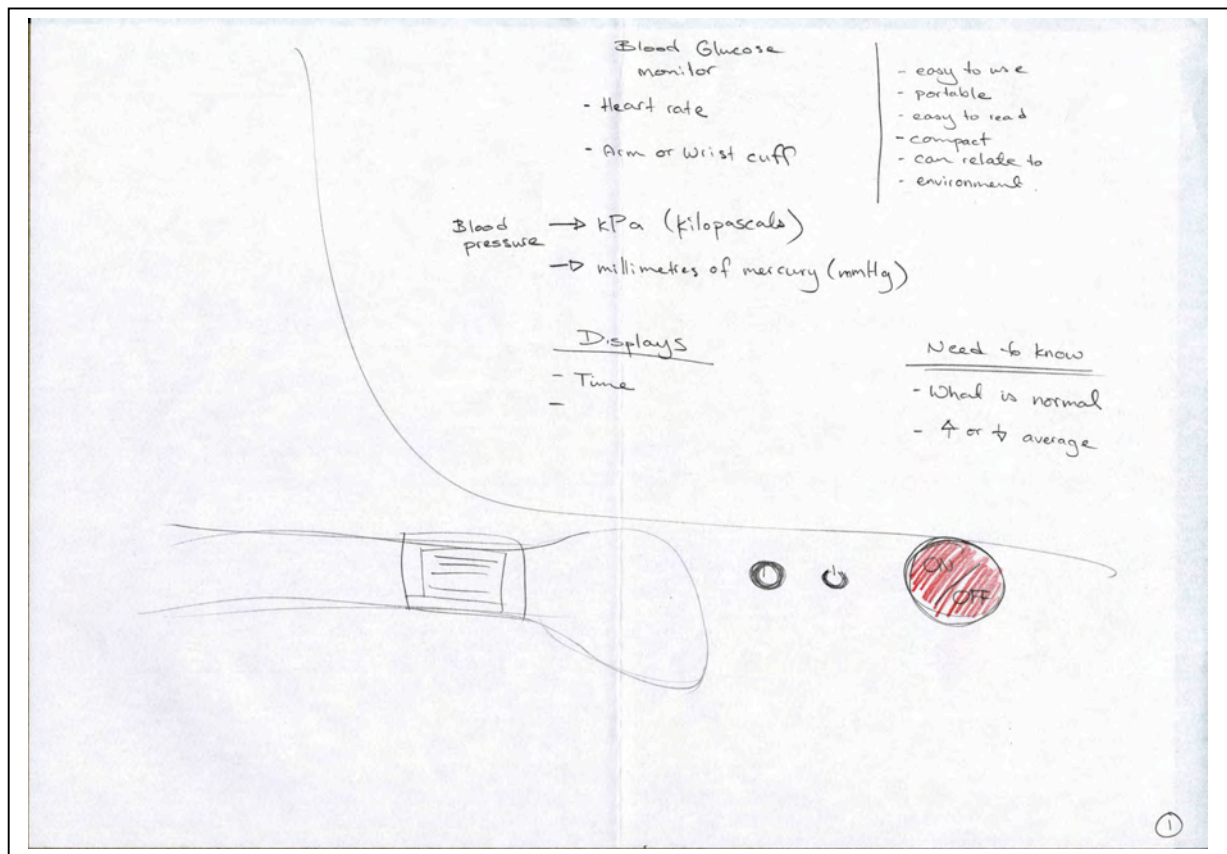 Blood Glucose
monitor
- Heart rate
- Arm or Wrist cuff
- easy to use
- portable
- easy to read
- compact
- can relate to
- environment.
Blood
pressure
→ kPa (kilopascals)
→ millimetres of mercury (mmHg)
Displays
- Time
-
Need to know
- What is normal
- ↑ or ↓ average
ON
OFF
1